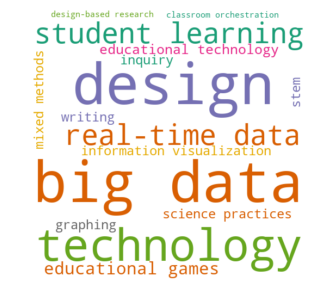 design-based research
classroom orchestration
student learning
educational technology
inquiry
mixed methods
design
stem
writing
real-time data
information visualization
big data
science practices
graphing
technology
educational games